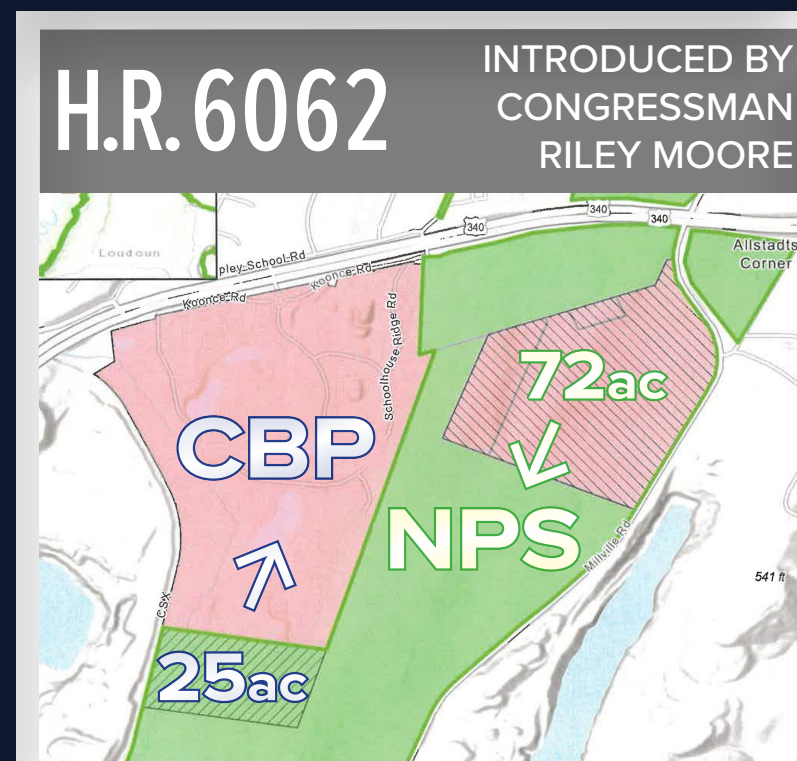 H.R. 6062
INTRODUCED BY
CONGRESSMAN
RILEY MOORE
Loudoun
340
340
340
Allstadts
Corner
pley-School-Rd
Koonce-Rd
Koonce-Rd
Schoolhouse Ridge Rd
72ac
CBP
NPS
Millville-Rd
541 ft
CSX
25ac